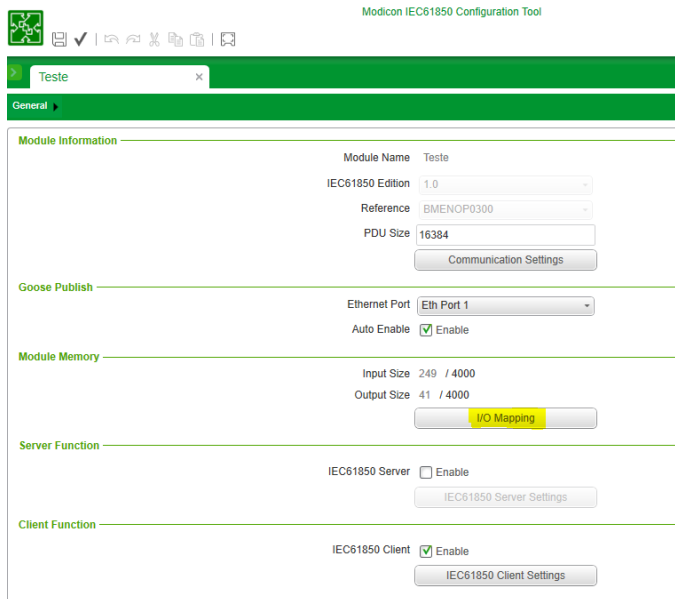 Modicon IEC61850 Configuration Tool
Teste
General
Module Information
Module Name Teste
IEC61850 Edition 1.0
Reference BMENOP0300
PDU Size 16384
Communication Settings
Goose Publish
Ethernet Port Eth Port 1
Auto Enable Enable
Module Memory
Input Size 249 / 4000
Output Size 41 / 4000
I/O Mapping
Server Function
IEC61850 Server Enable
IEC61850 Server Settings
Client Function
IEC61850 Client Enable
IEC61850 Client Settings